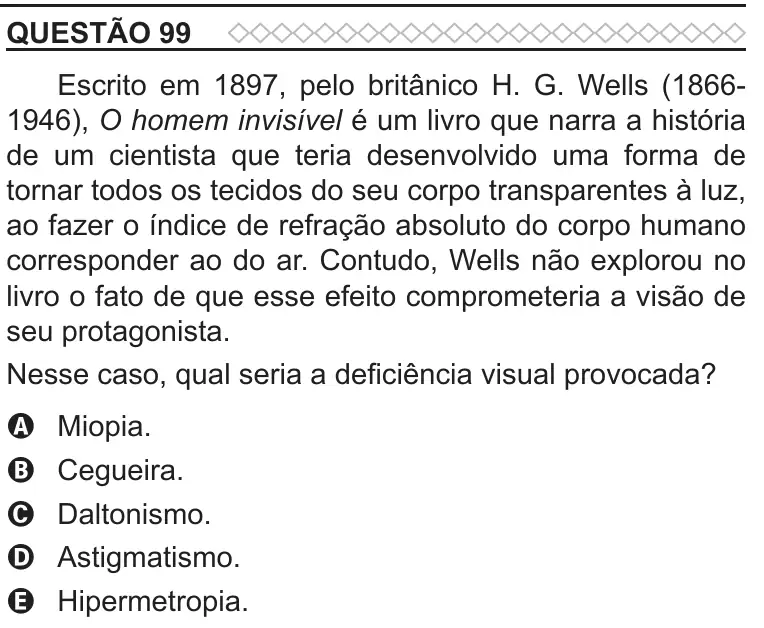 QUESTÃO 99
Escrito em 1897, pelo britânico H. G. Wells (1866-
1946), O homem invisível é um livro que narra a história
de um cientista que teria desenvolvido uma forma de
tornar todos os tecidos do seu corpo transparentes à luz,
ao fazer o índice de refração absoluto do corpo humano
corresponder ao do ar. Contudo, Wells não explorou no
livro o fato de que esse efeito comprometeria a visão de
seu protagonista.
Nesse caso, qual seria a deficiência visual provocada?
A Miopia.
B Cegueira.
C Daltonismo.
D Astigmatismo.
E Hipermetropia.